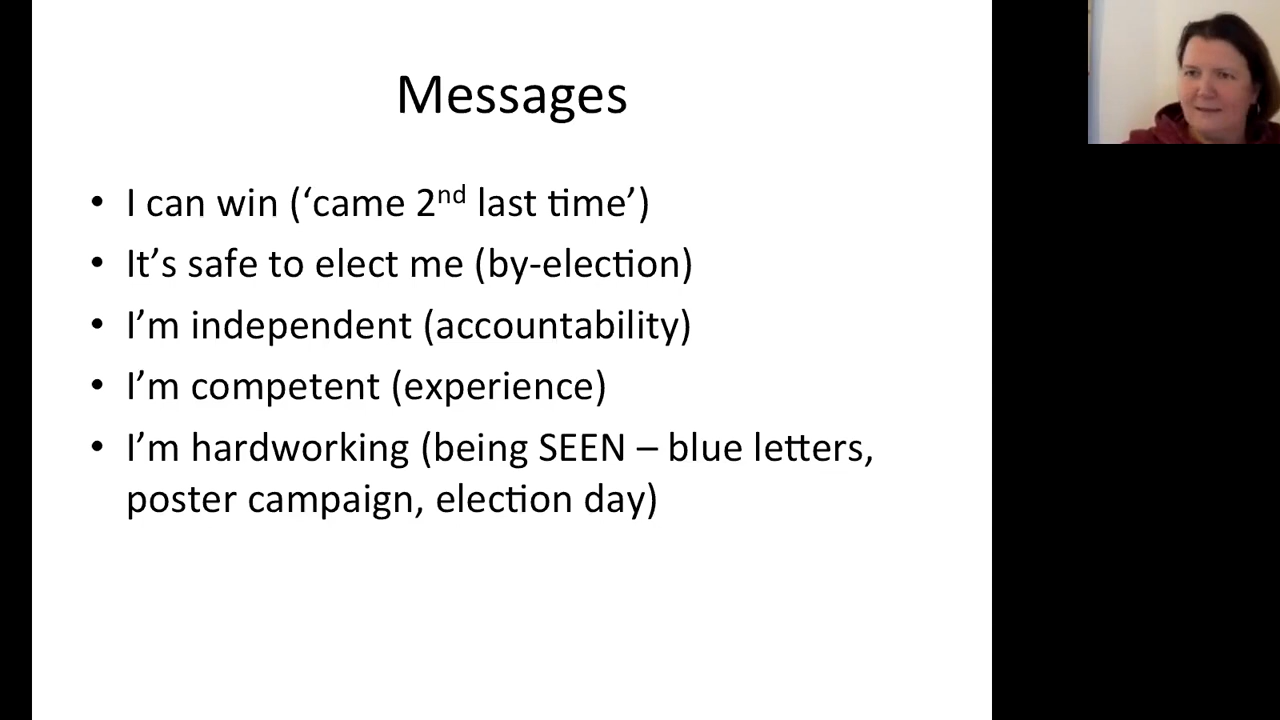 Messages
• I can win (‘came 2nd last time’)
• It’s safe to elect me (by-election)
• I’m independent (accountability)
• I’m competent (experience)
• I’m hardworking (being SEEN – blue letters,
poster campaign, election day)